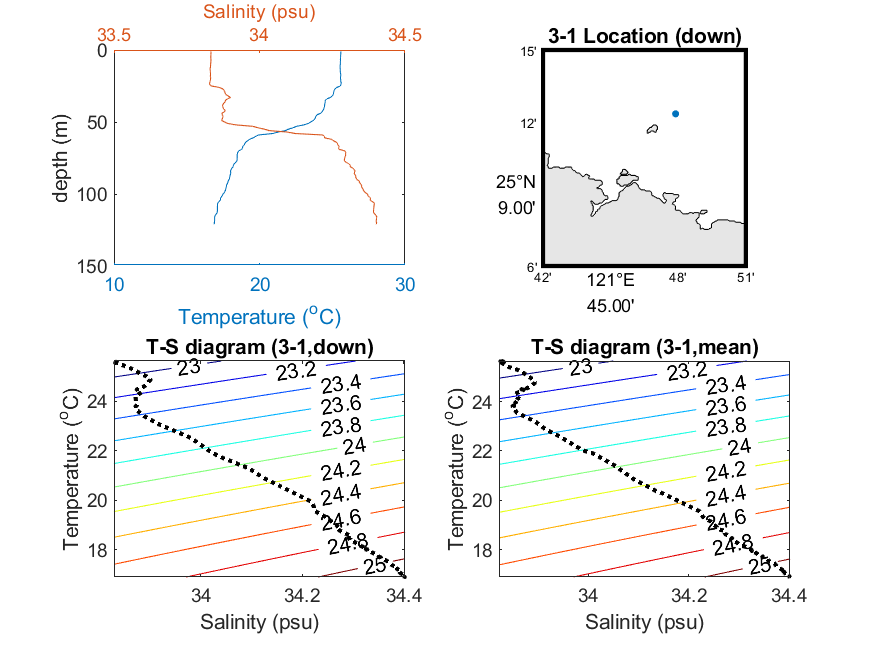 Salinity (psu)
33.5 34 34.5
0
50
100
150
depth (m)
10 20 30
Temperature (°C)
3-1 Location (down)
15'
12'
25°N
9.00'
6'
42' 121°E 48' 51'
45.00'
T-S diagram (3-1,down)
23 23.2
23.4
23.6
23.8
24
24.2
24.4
24.6
24.8
25
24
22
20
18
Temperature (°C)
34 34.2 34.4
Salinity (psu)
T-S diagram (3-1,mean)
23 23.2
23.4
23.6
23.8
24
24.2
24.4
24.6
24.8
25
24
22
20
18
Temperature (°C)
34 34.2 34.4
Salinity (psu)